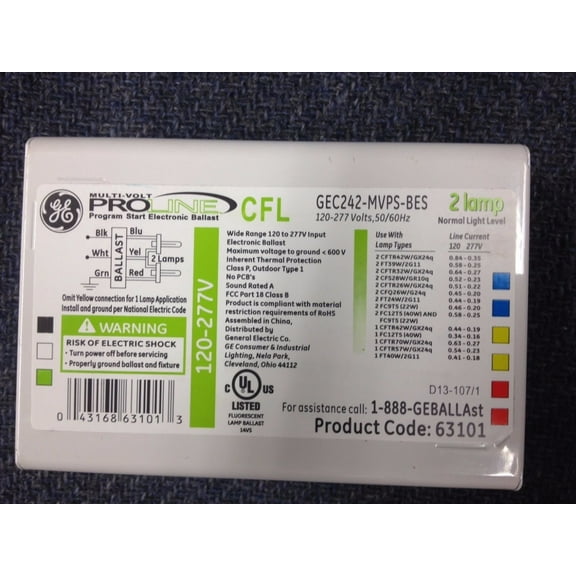 GE
MULTI-VOLT
PROLINE
Program Start Electronic Ballast
CFL
GEC242-MVPS-BES
120-277 Volts, 50/60Hz
2 lamp
Normal Light Level
Blk
Wht
Grn
BALLAST
Blu
Yel
Red
2
Lamps
Omit Yellow connection for 1 Lamp Application
Install and ground per National Electric Code
WARNING
RISK OF ELECTRIC SHOCK
• Turn power off before servicing
• Properly ground ballast and fixture
0 43168 63101 3
120-277V
Wide Range 120 to 277V Input
Electronic Ballast
Maximum voltage to ground < 600 V
Inherent Thermal Protection
Class P, Outdoor Type 1
No PCB's
Sound Rated A
FCC Part 18 Class B
Product is compliant with material
restriction requirements of RoHS
Assembled in China,
Distributed by
General Electric Co.
GE Consumer & Industrial
Lighting, Nela Park,
Cleveland, Ohio 44112
Use With
Lamp Types
Line Current
120 277V
2 CFTR42W/GX24q 0.84 - 0.35
2 FT39W/2G11 0.58 - 0.25
2 CFTR32W/GX24q 0.64 - 0.27
2 CFS28W/GR10q 0.52 - 0.23
2 CFTR26W/GX24q 0.51 - 0.22
2 CFQ26W/G24q 0.45 - 0.20
2 FT24W/2G11 0.44 - 0.19
2 FC9T5 (22W) 0.46 - 0.20
2 FC12T5 (40W) AND 0.58 - 0.25
FC9T5 (22W)
1 CFTR42W/GX24q 0.44 - 0.19
1 FC12T5 (40W) 0.34 - 0.16
1 CFTR70W/GX24q 0.63 - 0.27
1 CFTR57W/GX24q 0.54 - 0.23
1 FT40W/2G11 0.41 - 0.18
C UL US
LISTED
FLUORESCENT
LAMP BALLAST
14V5
D13-107/1
For assistance call: 1-888-GEBALLAst
Product Code: 63101